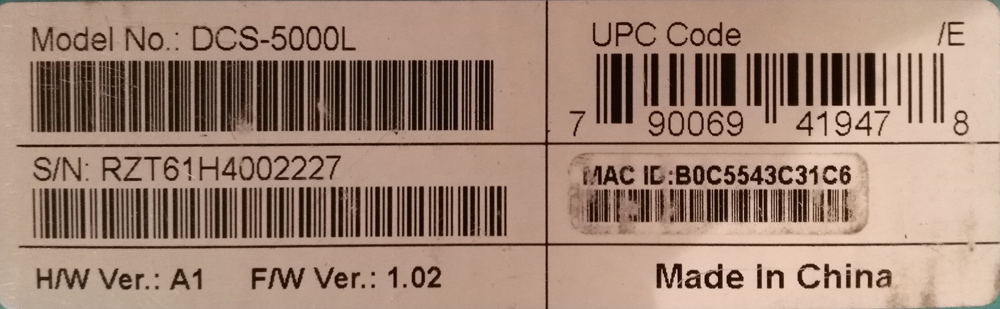 Model No.: DCS-5000L
UPC Code /E
7 90069 41947 8
S/N: RZT61H4002227
MAC ID:B0C5543C31C6
H/W Ver.: A1 F/W Ver.: 1.02
Made in China